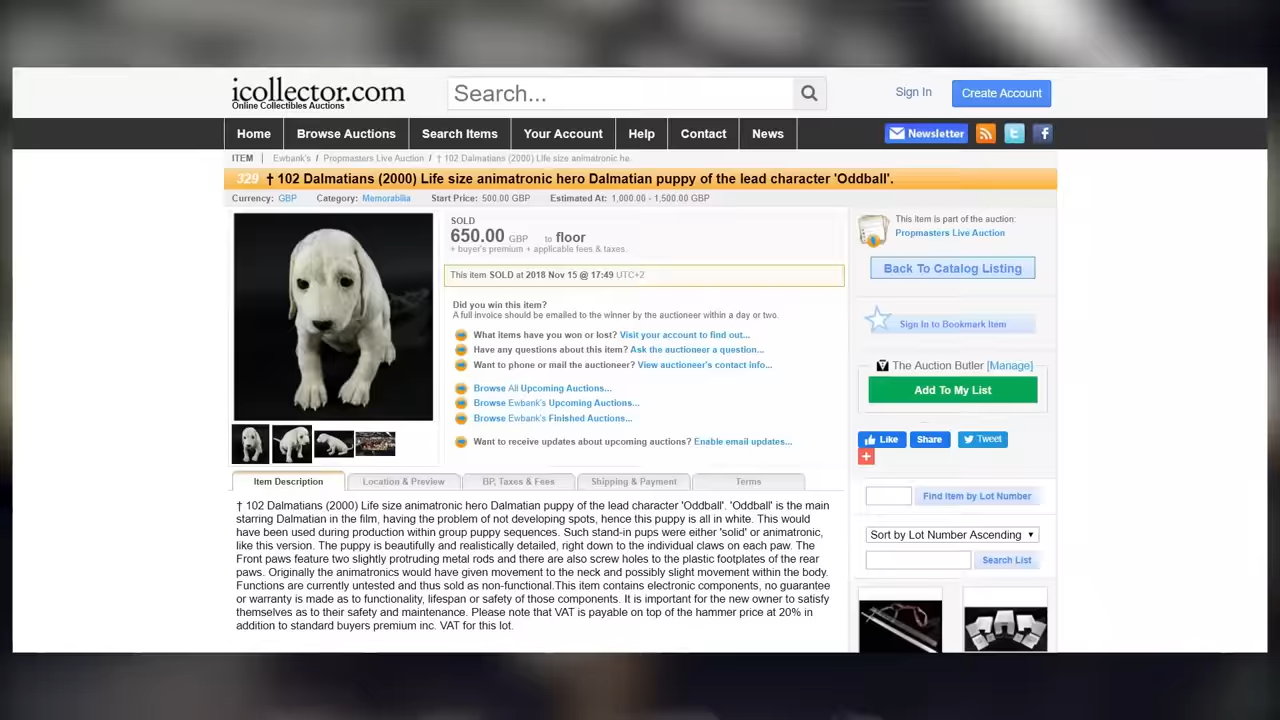 icollector.com
Online Collectibles Auctions
Search...
Sign In
Create Account
Home
Browse Auctions
Search Items
Your Account
Help
Contact
News
Newsletter
ITEM | Ewbank's / Propmasters Live Auction / † 102 Dalmatians (2000) Life size animatronic he.
329 † 102 Dalmatians (2000) Life size animatronic hero Dalmatian puppy of the lead character 'Oddball'.
Currency: GBP Category: Memorabilia Start Price: 500.00 GBP Estimated At: 1,000.00 - 1,500.00 GBP
SOLD
650.00 GBP to floor
+ buyer's premium + applicable fees & taxes.
This item SOLD at 2018 Nov 15 @ 17:49 UTC+2
Did you win this item?
A full invoice should be emailed to the winner by the auctioneer within a day or two.
What items have you won or lost? Visit your account to find out...
Have any questions about this item? Ask the auctioneer a question...
Want to phone or mail the auctioneer? View auctioneer's contact info...
Browse All Upcoming Auctions...
Browse Ewbank's Upcoming Auctions...
Browse Ewbank's Finished Auctions...
Want to receive updates about upcoming auctions? Enable email updates...
This item is part of the auction:
Propmasters Live Auction
Back To Catalog Listing
Sign In to Bookmark Item
The Auction Butler [Manage]
Add To My List
Like
Share
Tweet
Find Item by Lot Number
Sort by Lot Number Ascending
Search List
Item Description
Location & Preview
BP, Taxes & Fees
Shipping & Payment
Terms
† 102 Dalmatians (2000) Life size animatronic hero Dalmatian puppy of the lead character 'Oddball'. 'Oddball' is the main
starring Dalmatian in the film, having the problem of not developing spots, hence this puppy is all in white. This would
have been used during production within group puppy sequences. Such stand-in pups were either 'solid' or animatronic,
like this version. The puppy is beautifully and realistically detailed, right down to the individual claws on each paw. The
Front paws feature two slightly protruding metal rods and there are also screw holes to the plastic footplates of the rear
paws. Originally the animatronics would have given movement to the neck and possibly slight movement within the body.
Functions are currently untested and thus sold as non-functional.This item contains electronic components, no guarantee
or warranty is made as to functionality, lifespan or safety of those components. It is important for the new owner to satisfy
themselves as to their safety and maintenance. Please note that VAT is payable on top of the hammer price at 20% in
addition to standard buyers premium inc. VAT for this lot.